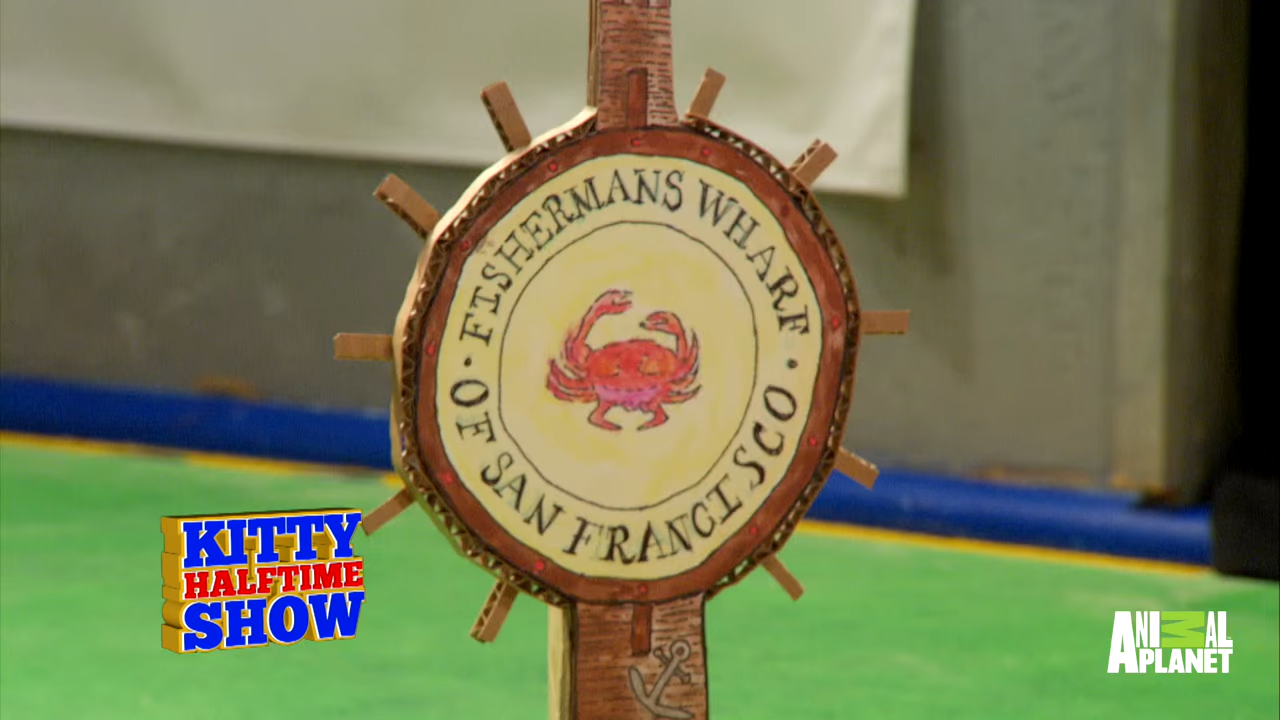 FISHERMANS WHARF
· OF SAN FRANCISCO ·
KITTY
HALFTIME
SHOW
ANIMAL
PLANET